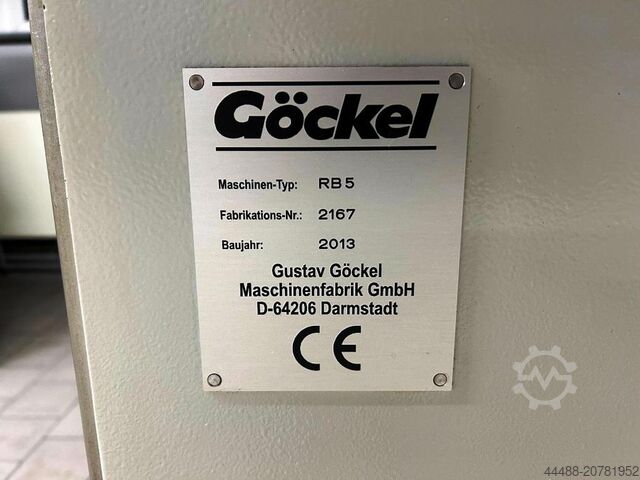 Göckel
Maschinen-Typ: RB 5
Fabrikations-Nr.: 2167
Baujahr: 2013
Gustav Göckel
Maschinenfabrik GmbH
D-64206 Darmstadt
CE
44488-20781952